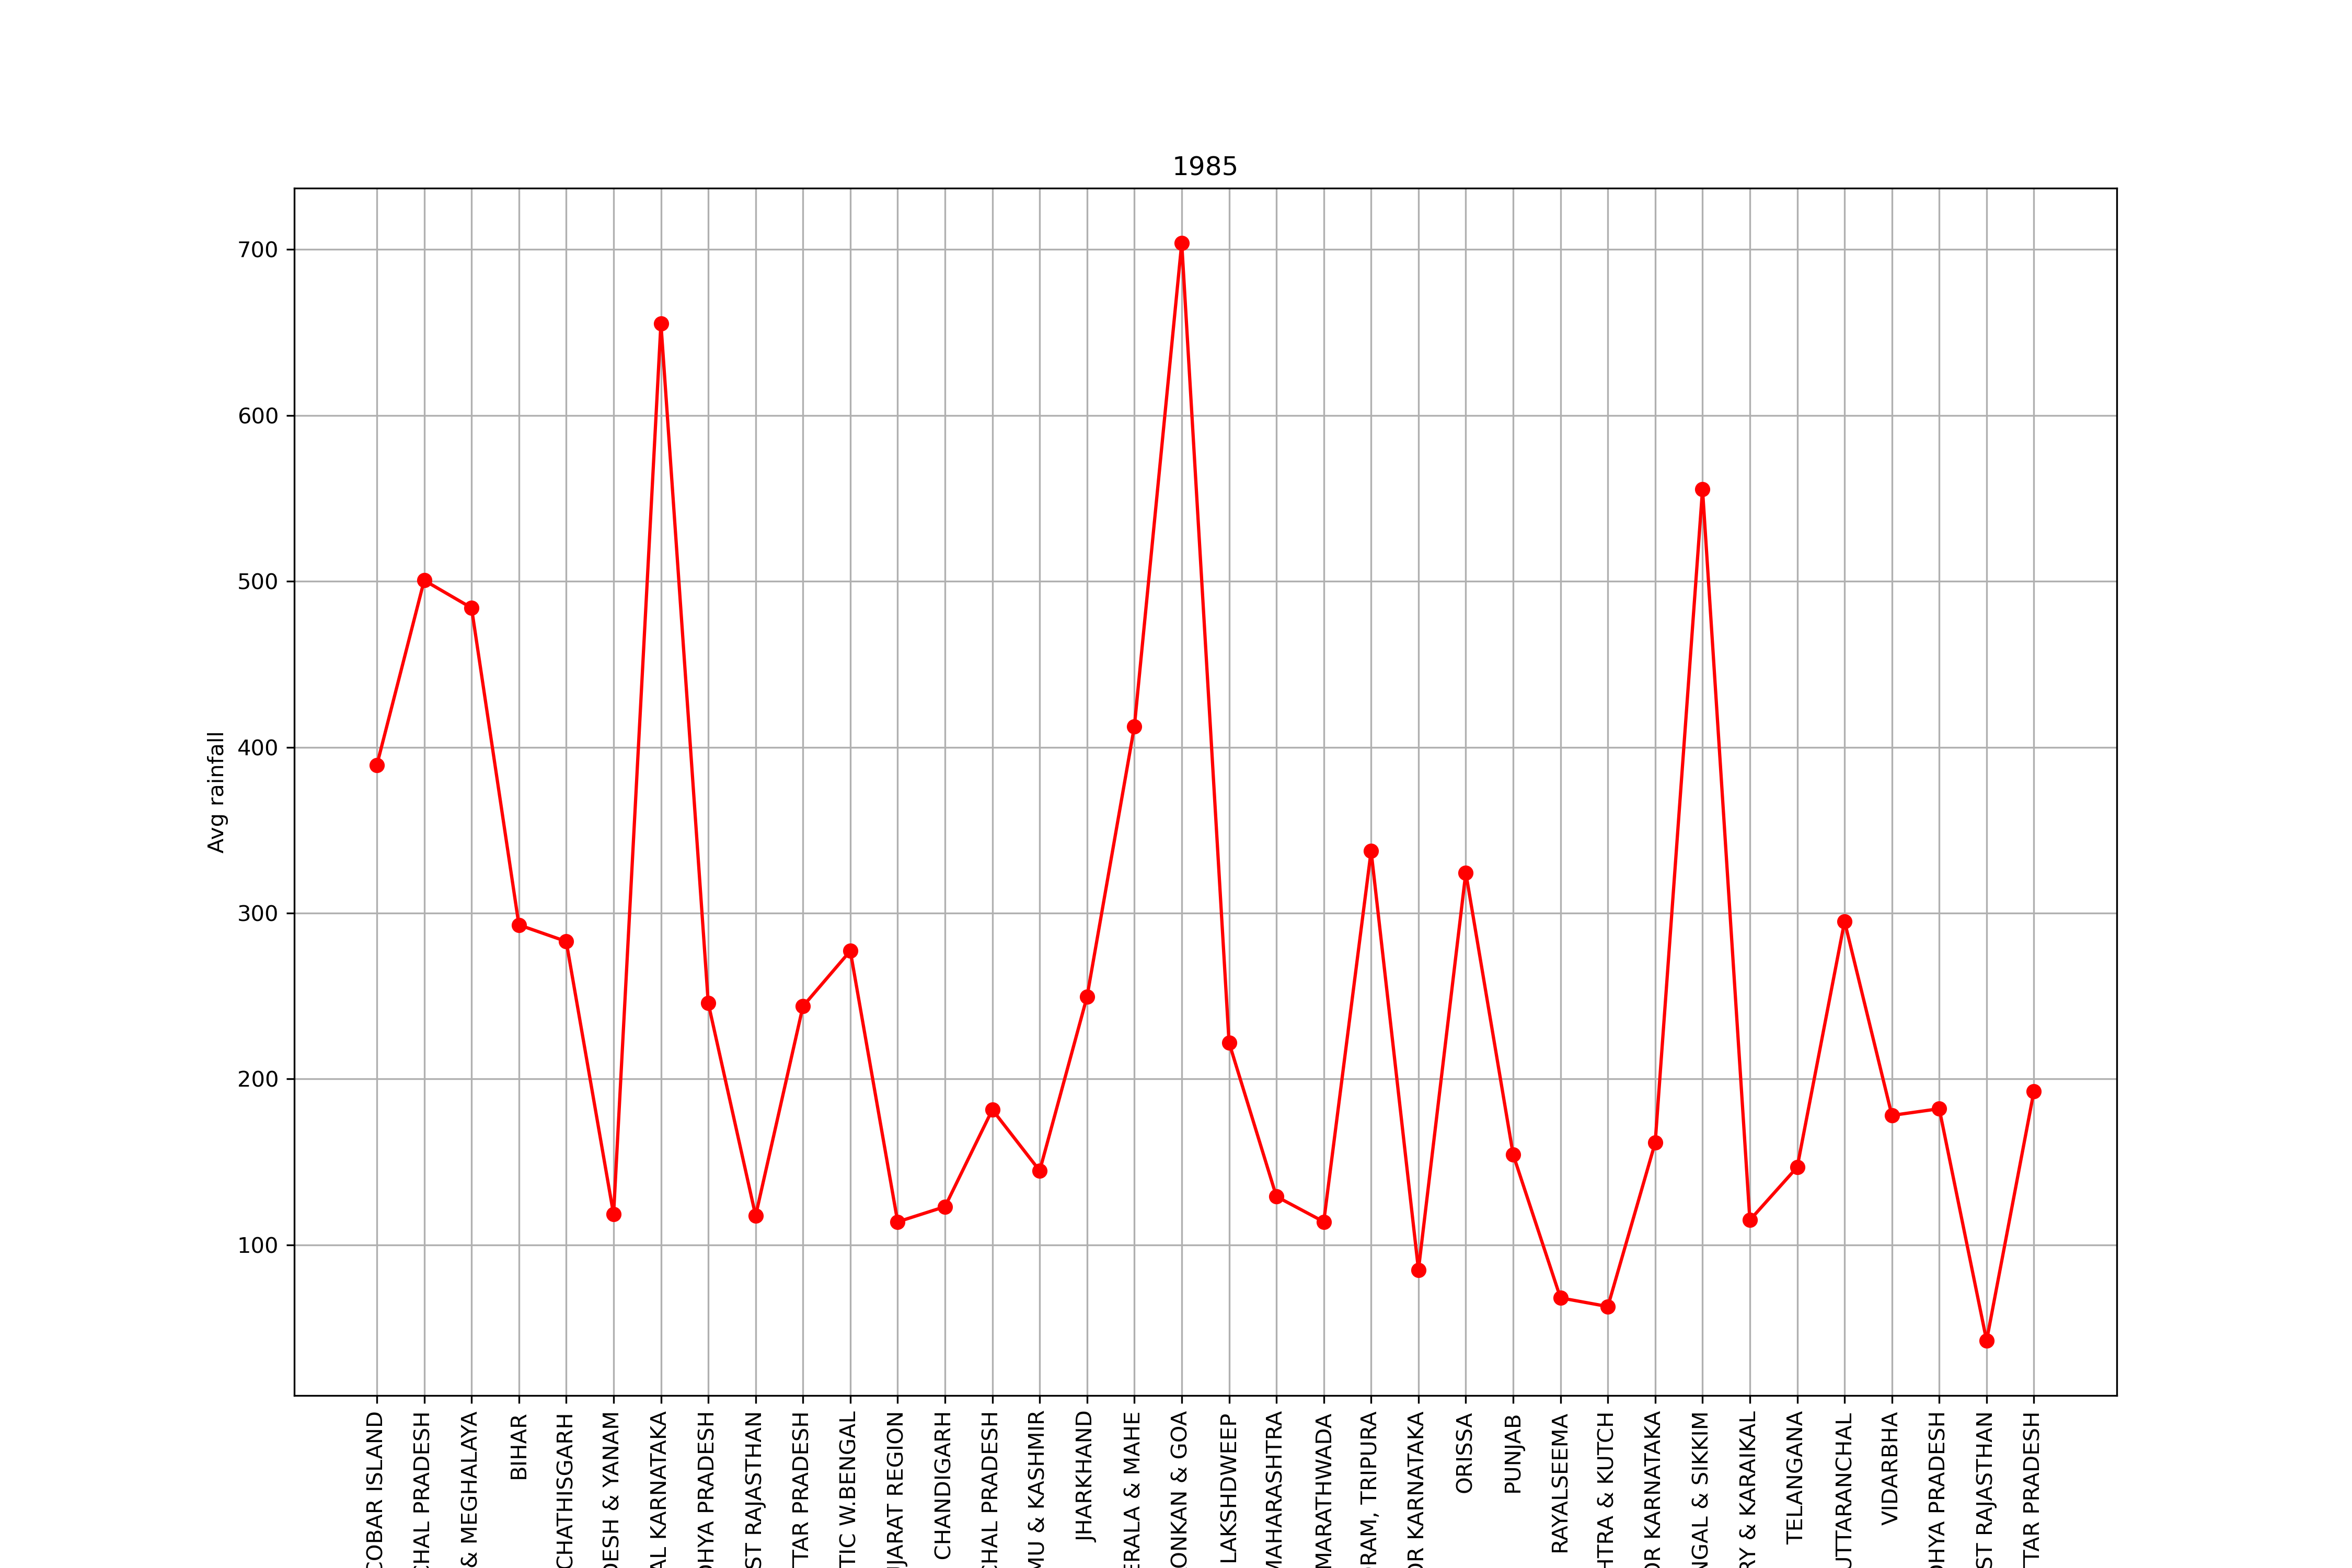 1985
Avg rainfall
700
600
500
400
300
200
100
COBAR ISLAND
CHAL PRADESH
& MEGHALAYA
BIHAR
CHATHISGARH
DESH & YANAM
AL KARNATAKA
DHYA PRADESH
ST RAJASTHAN
TTAR PRADESH
TIC W.BENGAL
JARAT REGION
CHANDIGARH
CHAL PRADESH
MU & KASHMIR
JHARKHAND
ERALA & MAHE
ONKAN & GOA
LAKSHDWEEP
MAHARASHTRA
MARATHWADA
RAM, TRIPURA
OR KARNATAKA
ORISSA
PUNJAB
RAYALSEEMA
HTRA & KUTCH
OR KARNATAKA
NGAL & SIKKIM
RY & KARAIKAL
TELANGANA
UTTARANCHAL
VIDARBHA
DHYA PRADESH
ST RAJASTHAN
TTAR PRADESH